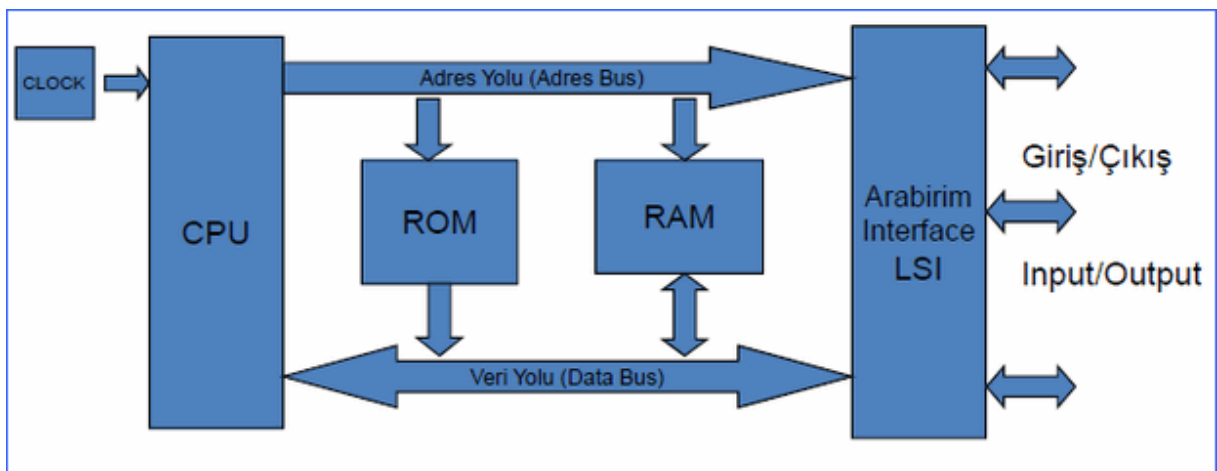 CLOCK
CPU
Adres Yolu (Adres Bus)
ROM
RAM
Veri Yolu (Data Bus)
Arabirim
Interface
LSI
Giriş/Çıkış
Input/Output